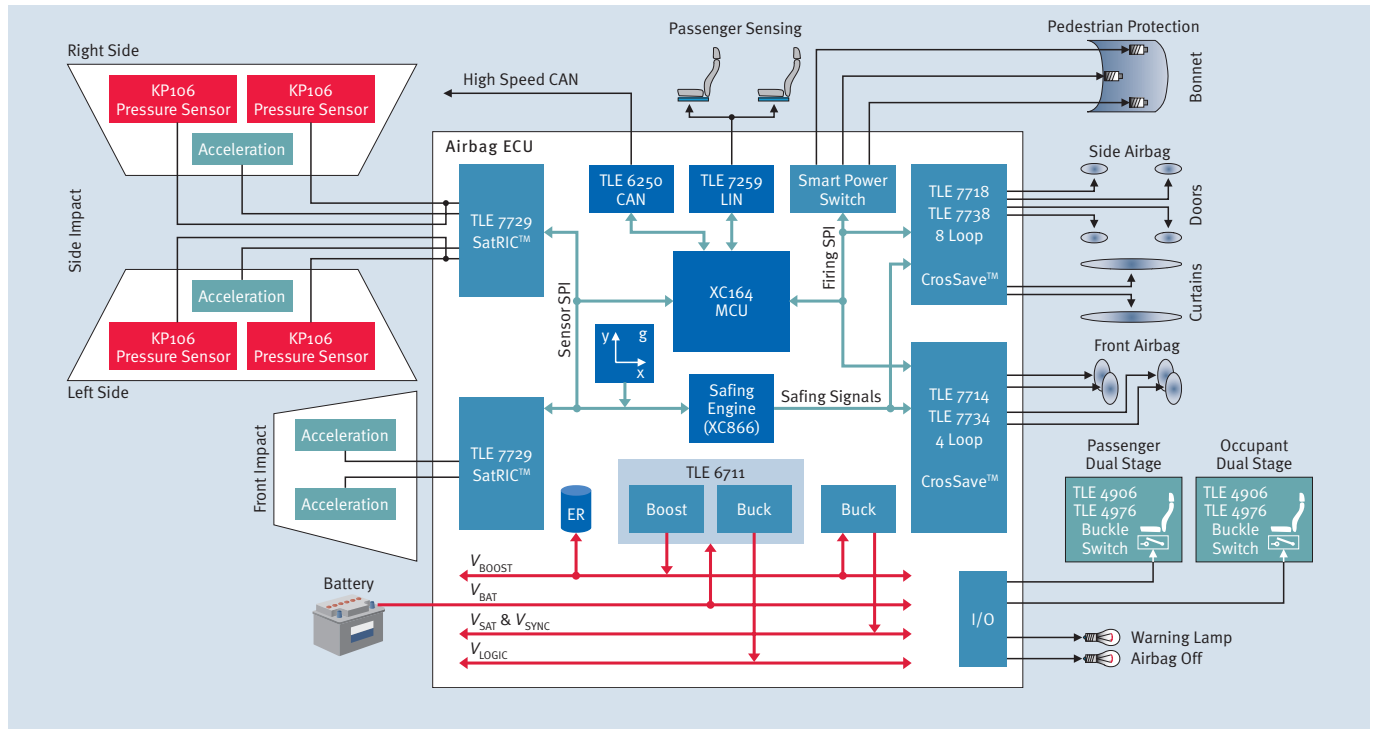 Right Side
KP106
Pressure Sensor
KP106
Pressure Sensor
Acceleration
Side Impact
Acceleration
KP106
Pressure Sensor
KP106
Pressure Sensor
Left Side
Front Impact
Acceleration
Acceleration
Battery
High Speed CAN
Passenger Sensing
Pedestrian Protection
Bonnet
Airbag ECU
TLE 7729
SatRIC™
TLE 6250
CAN
TLE 7259
LIN
Smart Power
Switch
TLE 7718
TLE 7738
8 Loop
CrosSave™
Sensor SPI
XC164
MCU
Firing SPI
y
g
x
Safing
Engine
(XC866)
Safing Signals
TLE 7729
SatRIC™
TLE 7714
TLE 7734
4 Loop
CrosSave™
TLE 6711
ER
Boost
Buck
Buck
VBOOST
VBAT
VSAT & VSYNC
VLOGIC
I/O
Side Airbag
Doors
Curtains
Front Airbag
Passenger
Dual Stage
TLE 4906
TLE 4976
Buckle
Switch
Occupant
Dual Stage
TLE 4906
TLE 4976
Buckle
Switch
Warning Lamp
Airbag Off